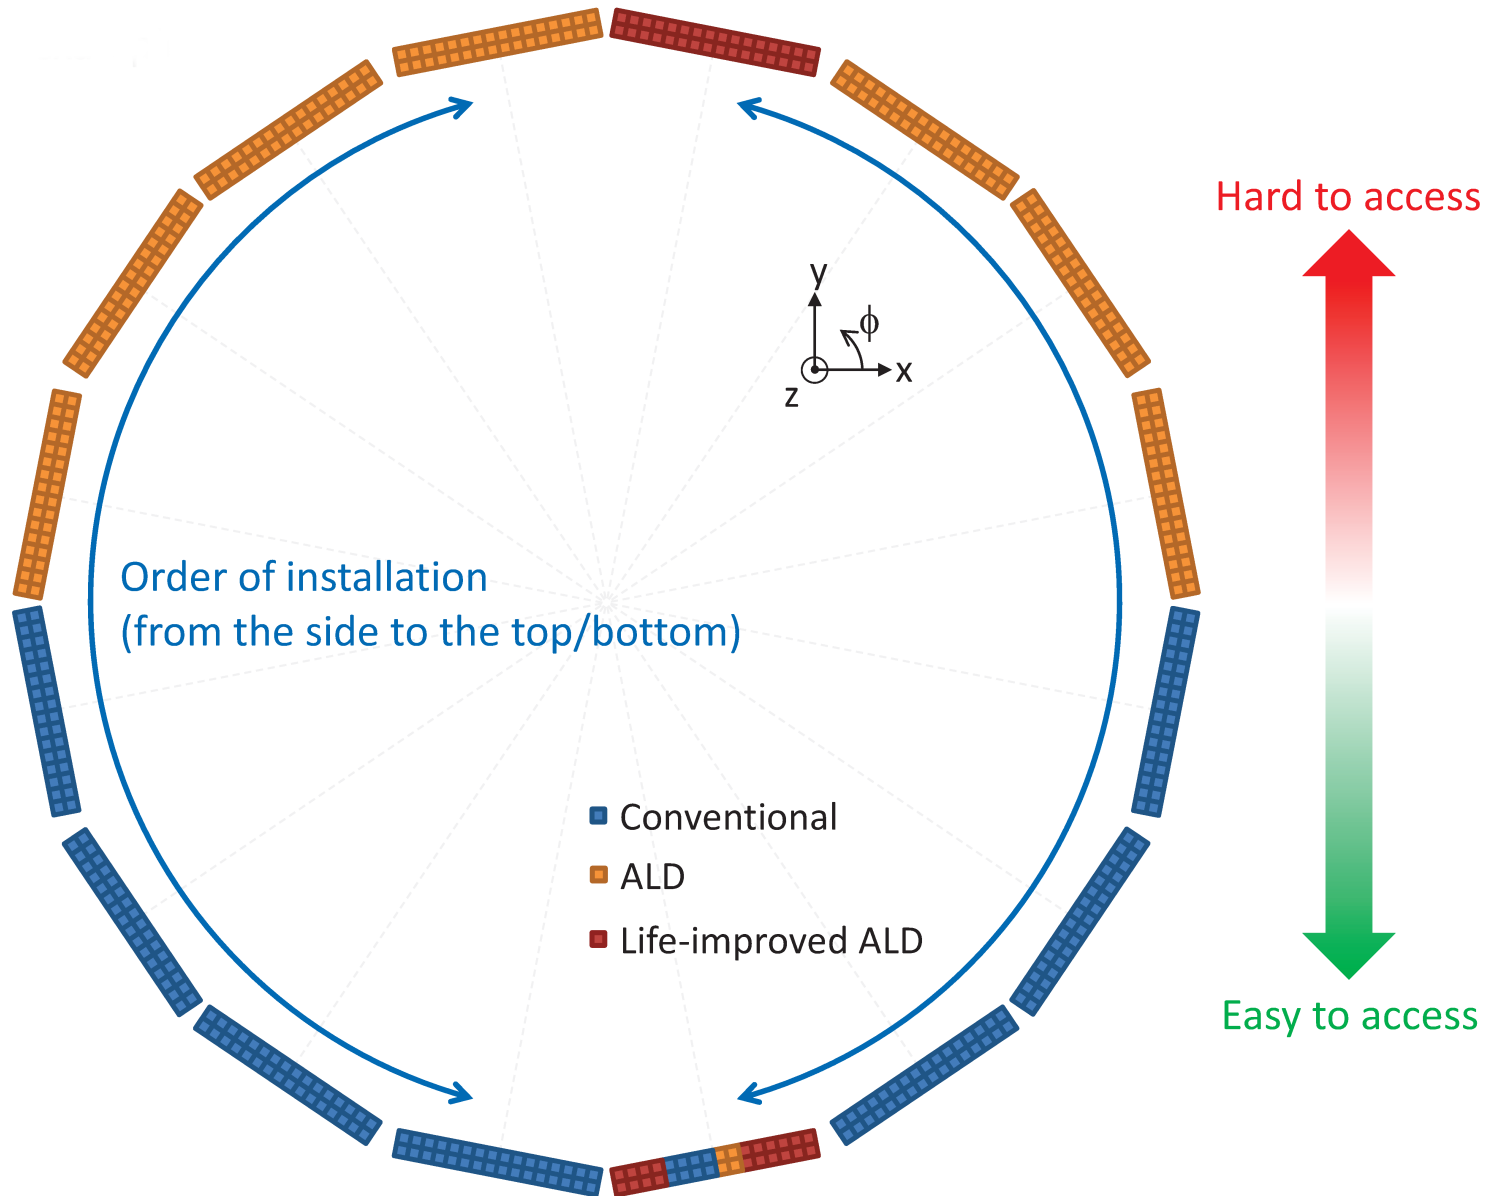 Hard to access
y
ϕ
x
z
Order of installation
(from the side to the top/bottom)
Conventional
ALD
Life-improved ALD
Easy to access